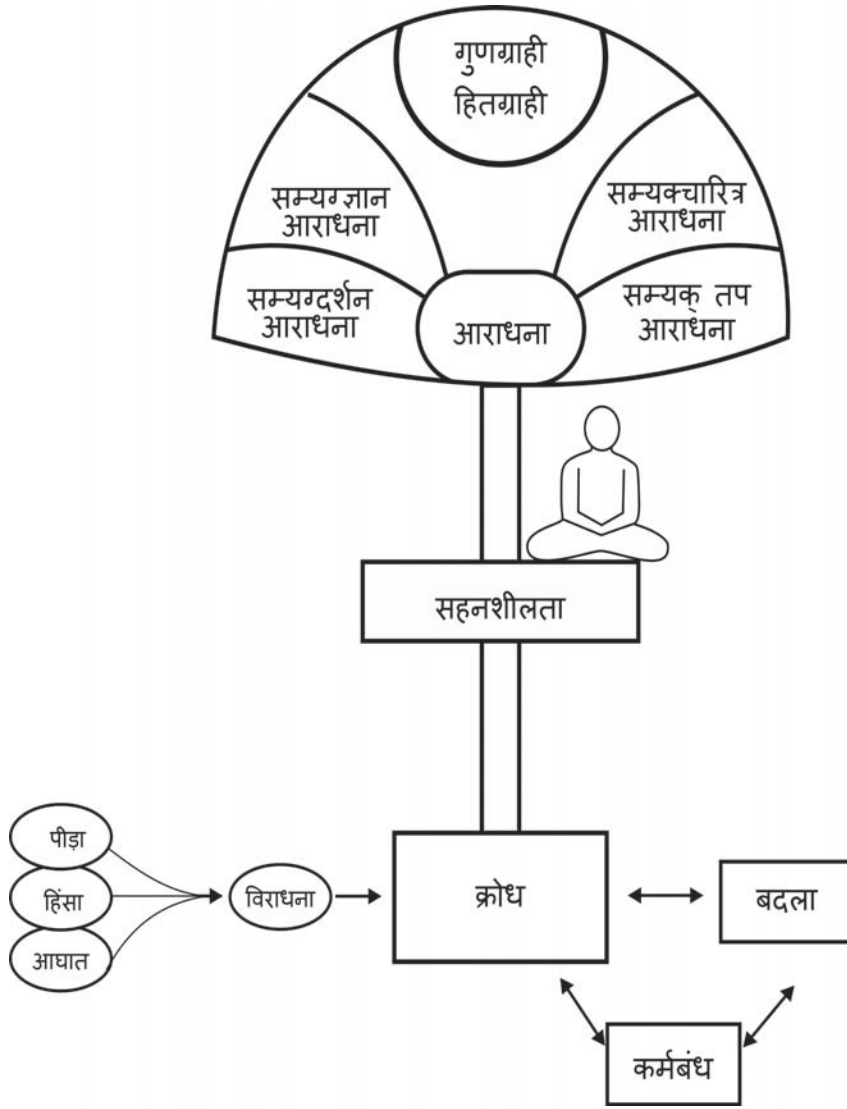 गुणग्राही
हितग्राही
सम्यग्ज्ञान
आराधना
सम्यक्चारित्र
आराधना
सम्यग्दर्शन
आराधना
आराधना
सम्यक् तप
आराधना
सहनशीलता
पीड़ा
हिंसा
आघात
विराधना
क्रोध
बदला
कर्मबंध